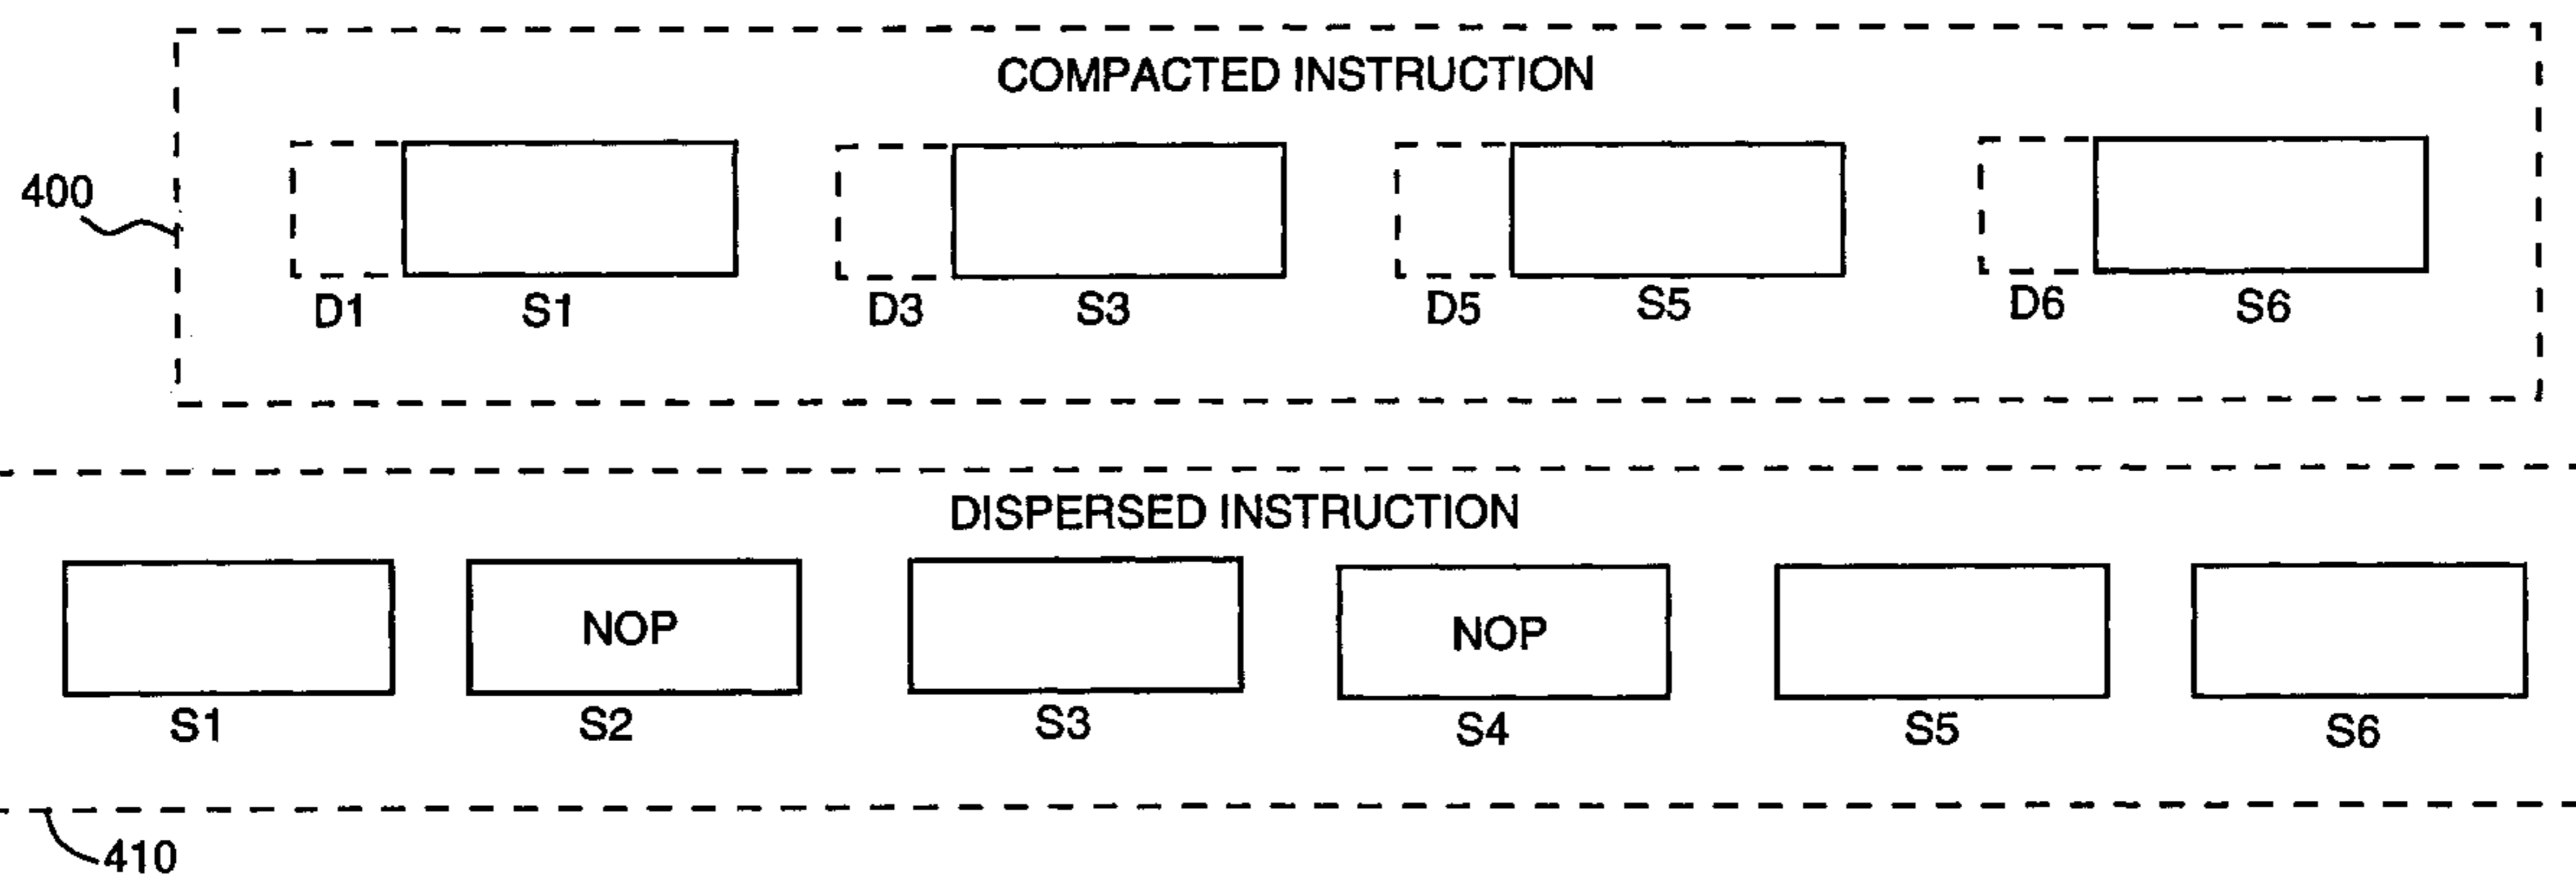 COMPACTED INSTRUCTION
400
D1 S1 D3 S3 D5 S5 D6 S6
DISPERSED INSTRUCTION
NOP NOP
S1 S2 S3 S4 S5 S6
410